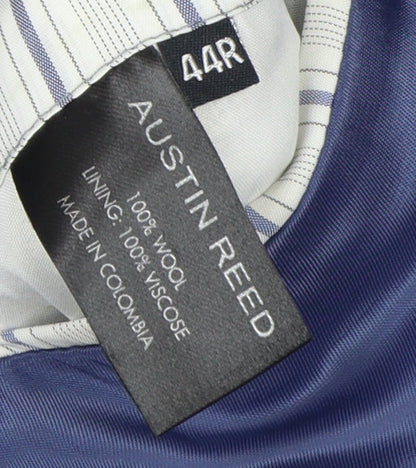 44R
AUSTIN REED
100% WOOL
LINING: 100% VISCOSE
MADE IN COLOMBIA